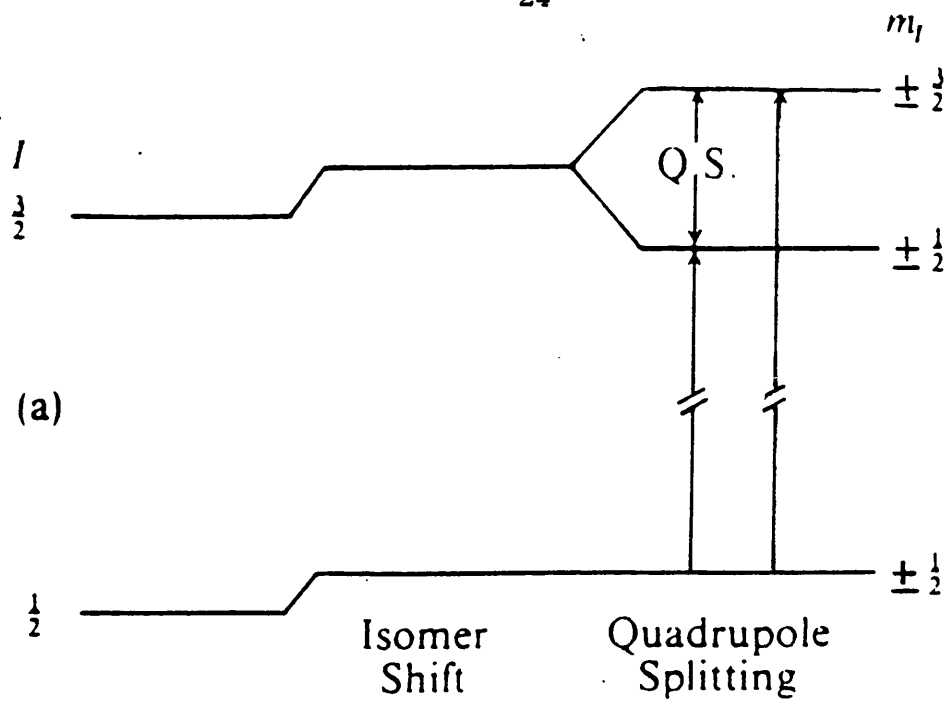 24
m_I
± 3/2
I
Q.S.
3/2
± 1/2
(a)
± 1/2
1/2
Isomer Quadrupole
Shift Splitting